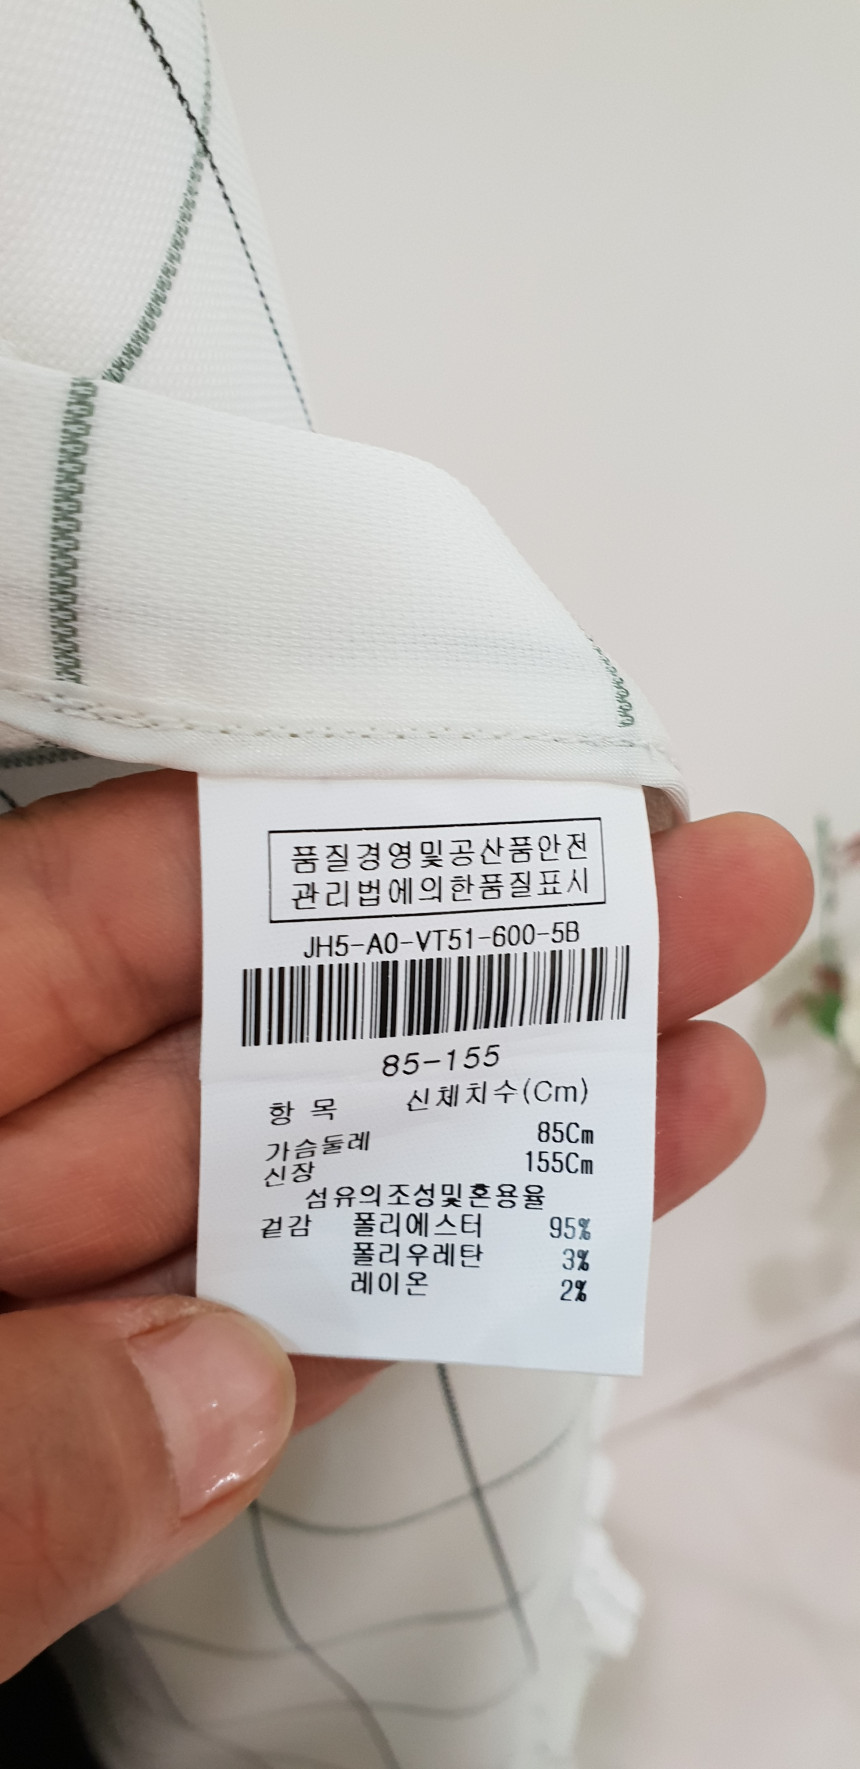 품질경영및공산품안전
관리법에의한품질표시
JH5-A0-VT51-600-5B
85-155
항 목 신체치수(Cm)
가슴둘레 85Cm
신장 155Cm
섬유의조성및혼용율
겉감 폴리에스터 95%
폴리우레탄 3%
레이온 2%